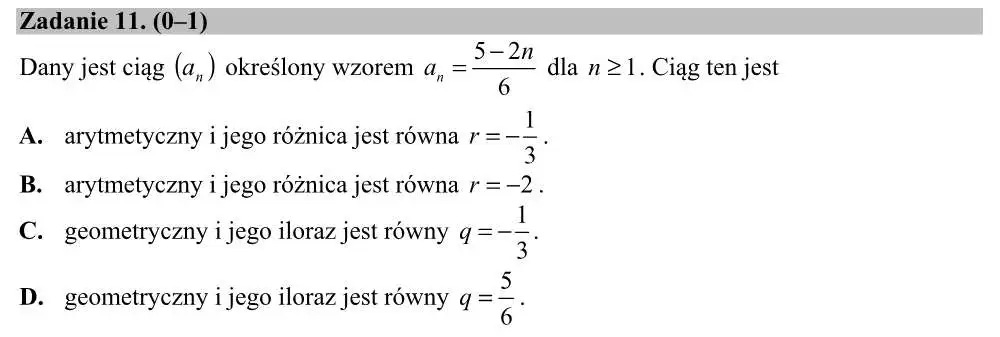 Zadanie 11. (0–1)
Dany jest ciąg (aₙ) określony wzorem aₙ = (5 − 2n)/6 dla n ≥ 1. Ciąg ten jest
A. arytmetyczny i jego różnica jest równa r = −1/3.
B. arytmetyczny i jego różnica jest równa r = −2.
C. geometryczny i jego iloraz jest równy q = −1/3.
D. geometryczny i jego iloraz jest równy q = 5/6.